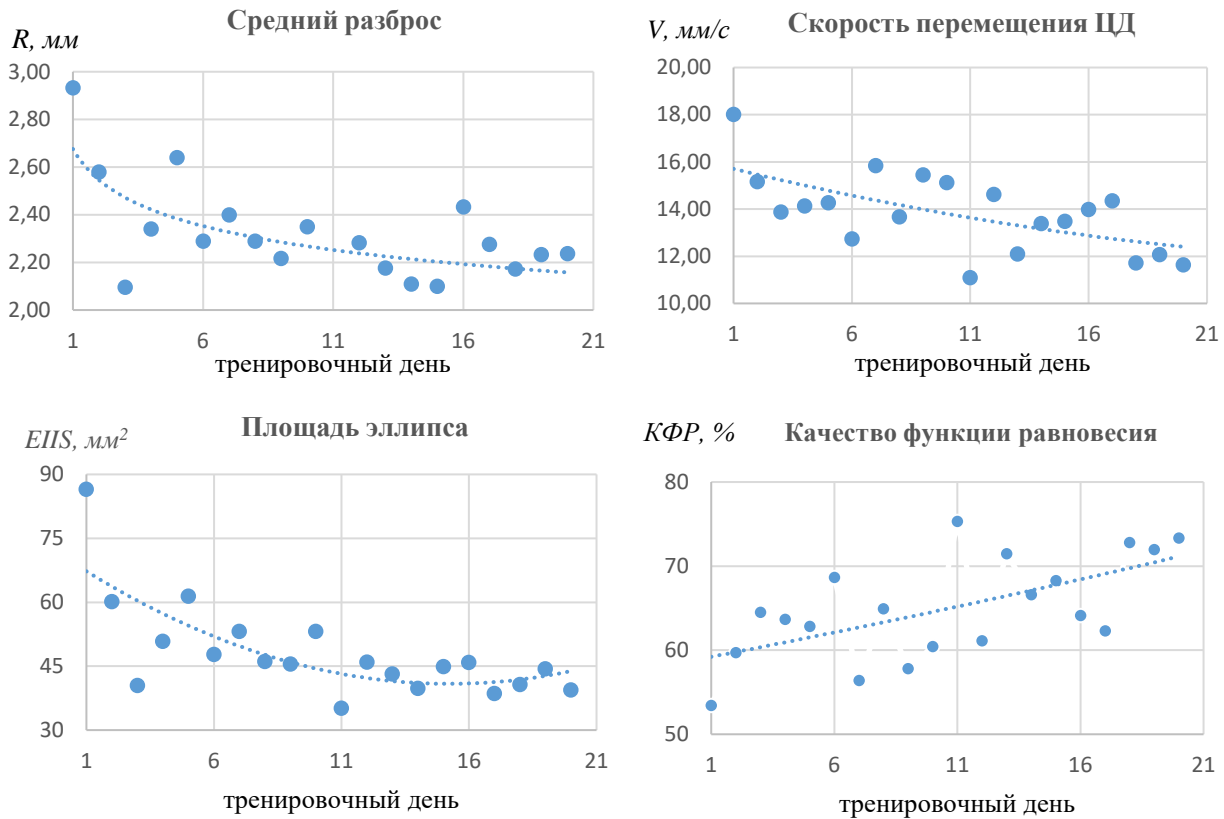 Средний разброс
R, мм
3,00
2,80
2,60
2,40
2,20
2,00
1 6 11 16 21
тренировочный день
Скорость перемещения ЦД
V, мм/с
20,00
18,00
16,00
14,00
12,00
10,00
1 6 11 16 21
тренировочный день
Площадь эллипса
EIIS, мм²
90
75
60
45
30
1 6 11 16 21
тренировочный день
КФР, % Качество функции равновесия
80
70
60
50
1 6 11 16 21
тренировочный день